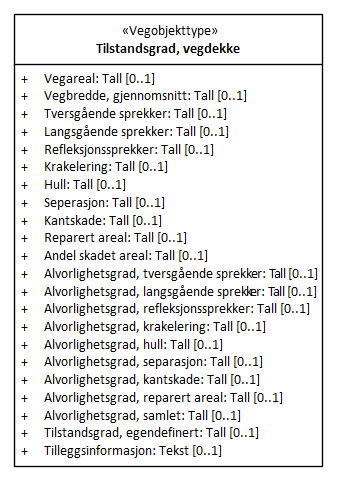 «Vegobjekttype»
Tilstandsgrad, vegdekke
+ Vegareal: Tall [0..1]
+ Vegbredde, gjennomsnitt: Tall [0..1]
+ Tversgående sprekker: Tall [0..1]
+ Langsgående sprekker: Tall [0..1]
+ Refleksjonssprekker: Tall [0..1]
+ Krakelering: Tall [0..1]
+ Hull: Tall [0..1]
+ Seperasjon: Tall [0..1]
+ Kantskade: Tall [0..1]
+ Reparert areal: Tall [0..1]
+ Andel skadet areal: Tall [0..1]
+ Alvorlighetsgrad, tversgående sprekker: Tall [0..1]
+ Alvorlighetsgrad, langsgående sprekker: Tall [0..1]
+ Alvorlighetsgrad, refleksjonssprekker: Tall [0..1]
+ Alvorlighetsgrad, krakelering: Tall [0..1]
+ Alvorlighetsgrad, hull: Tall [0..1]
+ Alvorlighetsgrad, separasjon: Tall [0..1]
+ Alvorlighetsgrad, kantskade: Tall [0..1]
+ Alvorlighetsgrad, reparert areal: Tall [0..1]
+ Alvorlighetsgrad, samlet: Tall [0..1]
+ Tilstandsgrad, egendefinert: Tall [0..1]
+ Tilleggsinformasjon: Tekst [0..1]